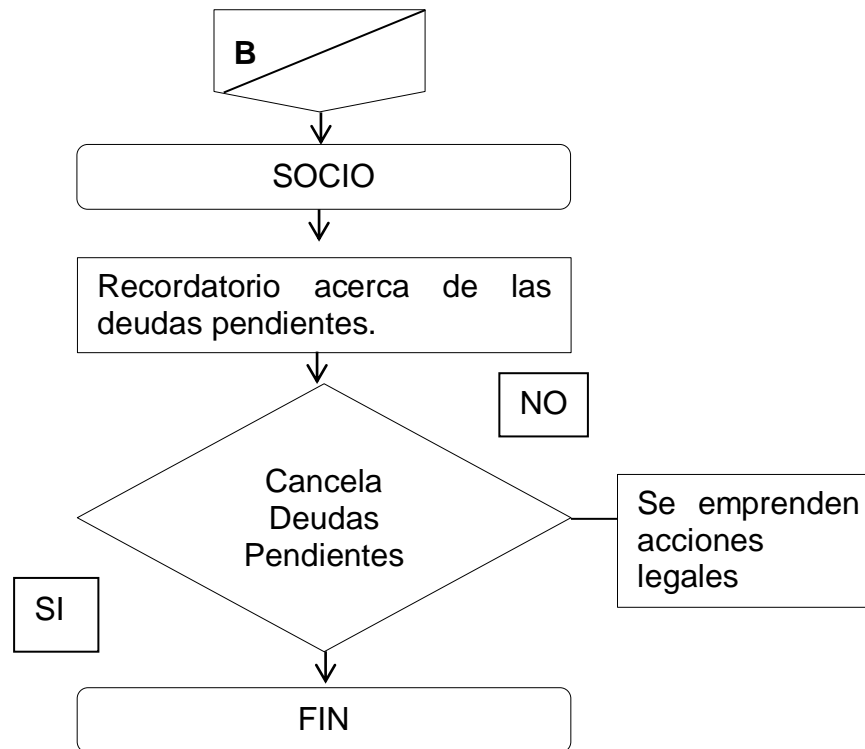 B
SOCIO
Recordatorio acerca de las
deudas pendientes.
NO
Cancela
Deudas
Pendientes
Se emprenden
acciones
legales
SI
FIN